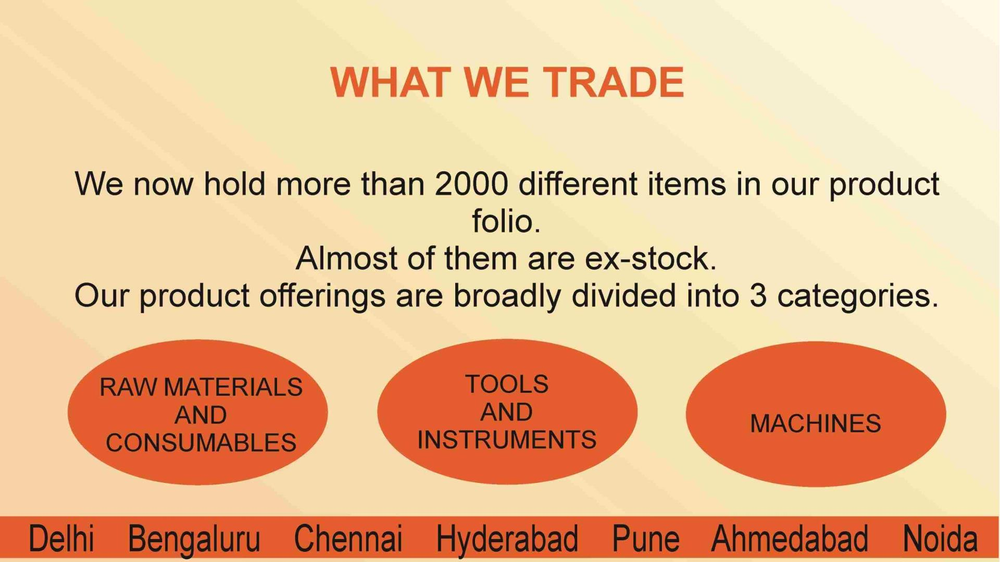 WHAT WE TRADE
We now hold more than 2000 different items in our product
folio.
Almost of them are ex-stock.
Our product offerings are broadly divided into 3 categories.
RAW MATERIALS
AND
CONSUMABLES
TOOLS
AND
INSTRUMENTS
MACHINES
Delhi Bengaluru Chennai Hyderabad Pune Ahmedabad Noida